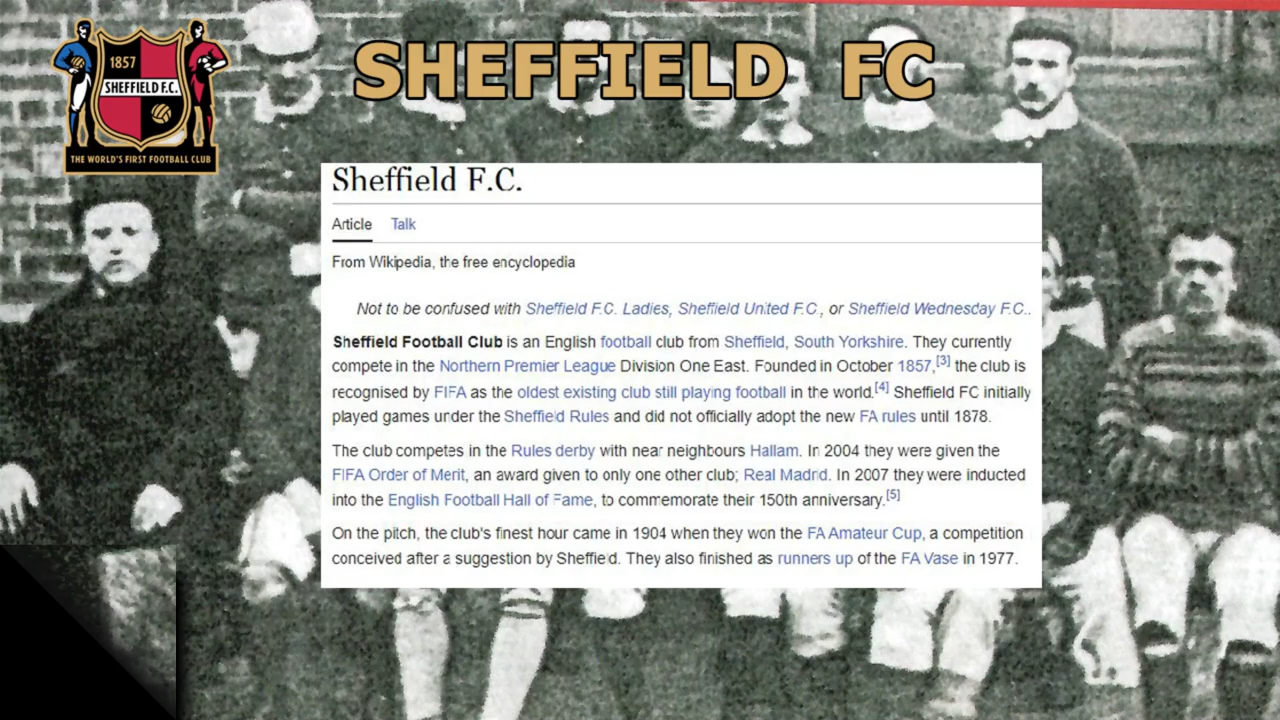 SHEFFIELD FC
1857
SHEFFIELD F.C.
THE WORLD'S FIRST FOOTBALL CLUB
Sheffield F.C.
Article Talk
From Wikipedia, the free encyclopedia
Not to be confused with Sheffield F.C. Ladies, Sheffield United F.C., or Sheffield Wednesday F.C..
Sheffield Football Club is an English football club from Sheffield, South Yorkshire. They currently
compete in the Northern Premier League Division One East. Founded in October 1857,[3] the club is
recognised by FIFA as the oldest existing club still playing football in the world.[4] Sheffield FC initially
played games under the Sheffield Rules and did not officially adopt the new FA rules until 1878.
The club competes in the Rules derby with near neighbours Hallam. In 2004 they were given the
FIFA Order of Merit, an award given to only one other club; Real Madrid. In 2007 they were inducted
into the English Football Hall of Fame, to commemorate their 150th anniversary.[5]
On the pitch, the club's finest hour came in 1904 when they won the FA Amateur Cup, a competition
conceived after a suggestion by Sheffield. They also finished as runners up of the FA Vase in 1977.